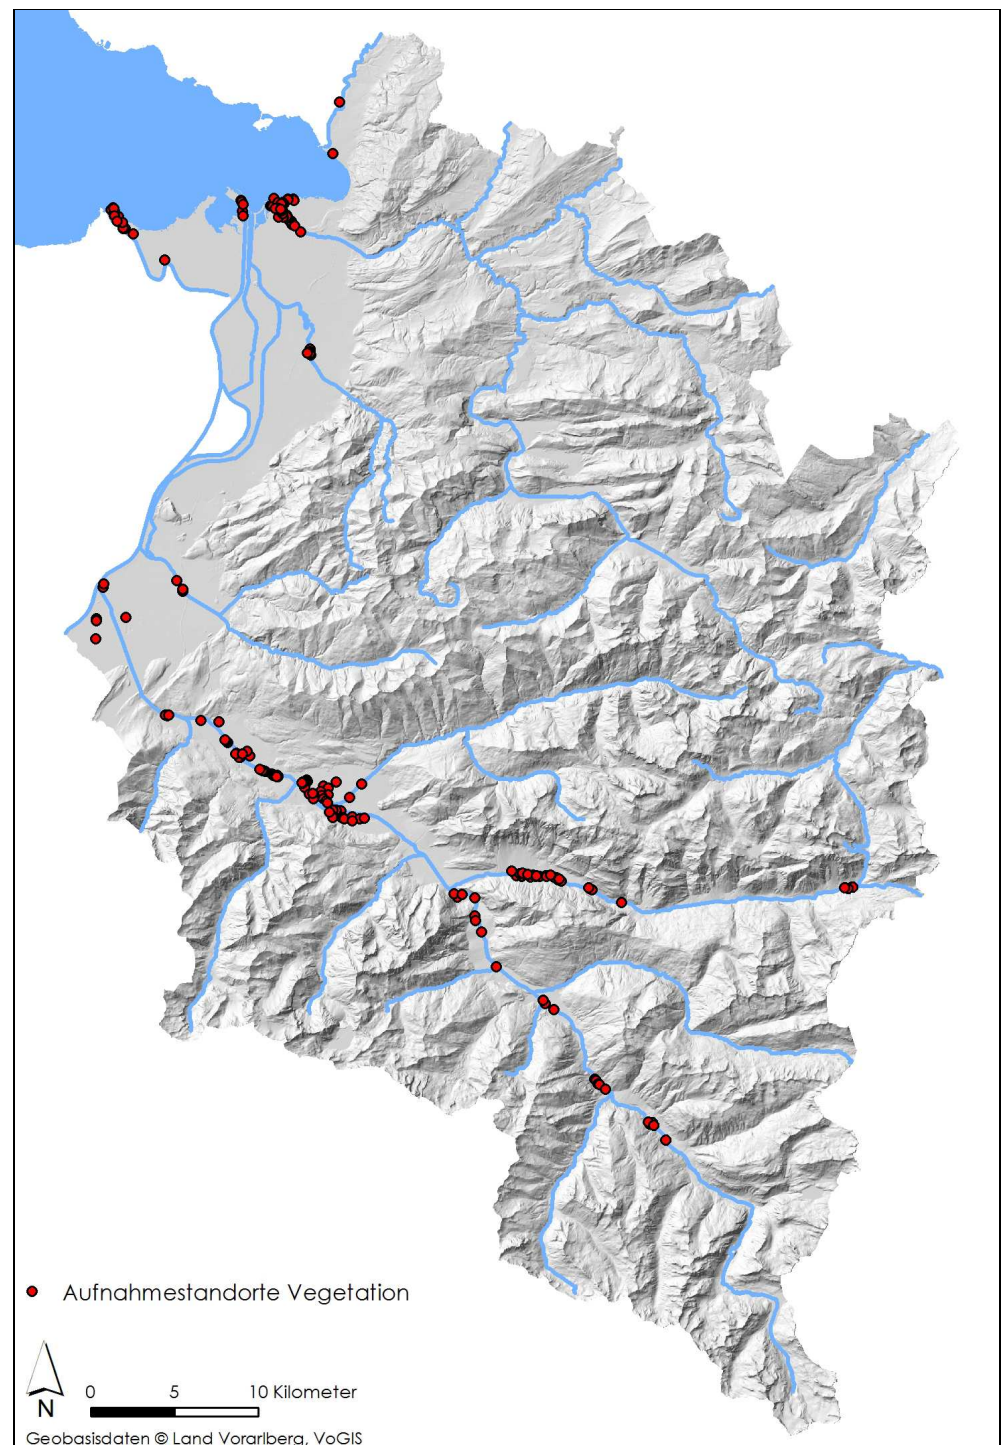 Aufnahmestandorte Vegetation
0 5 10 Kilometer
N
Geobasisdaten © Land Vorarlberg, VoGIS